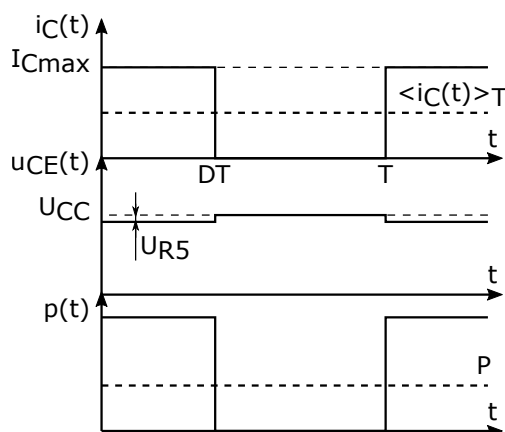 iC(t)
ICmax
<iC(t)>T
t
uCE(t)
DT
T
UCC
UR5
t
p(t)
P
t